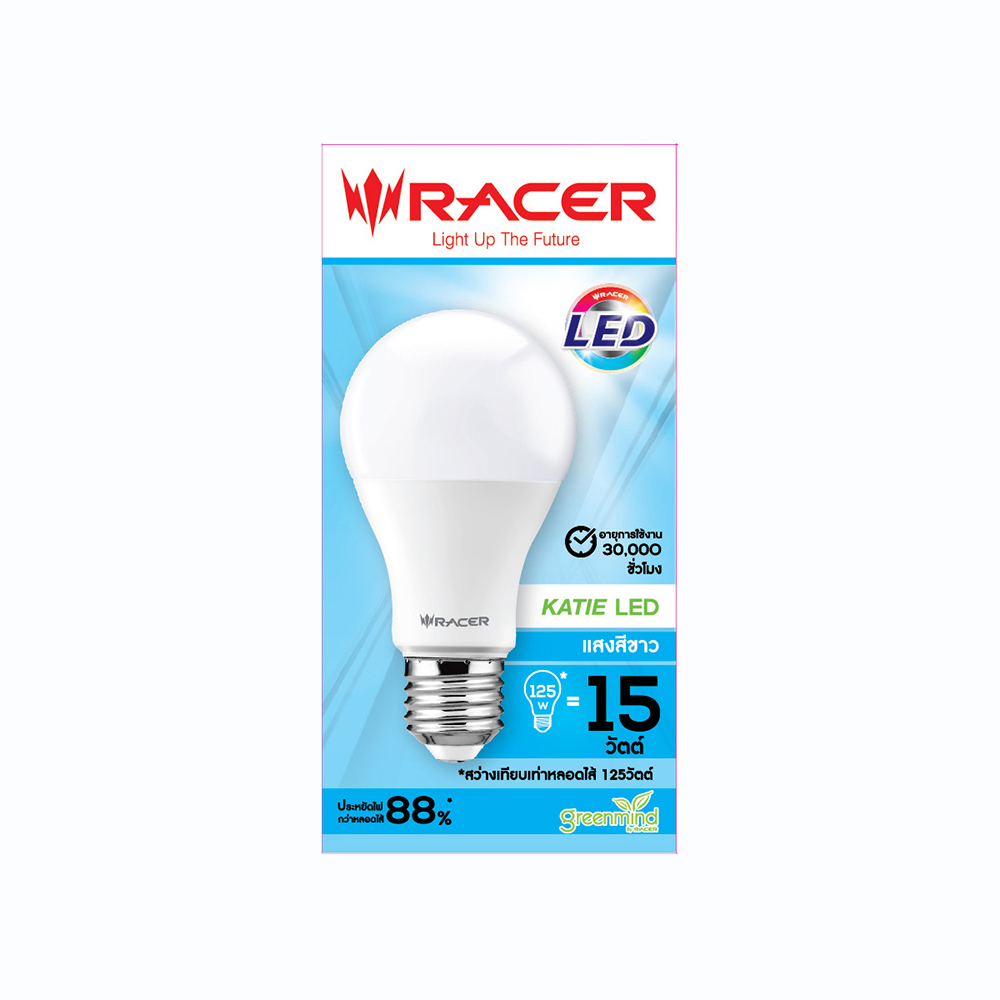 RACER
Light Up The Future
RACER
LED
อายุการใช้งาน
30,000
ชั่วโมง
KATIE LED
RACER
แสงสีขาว
125
W
* = 15
วัตต์
*สว่างเทียบเท่าหลอดไส้ 125วัตต์
ประหยัดไฟ
กว่าหลอดไส้ 88%*
greenmind
by RACER